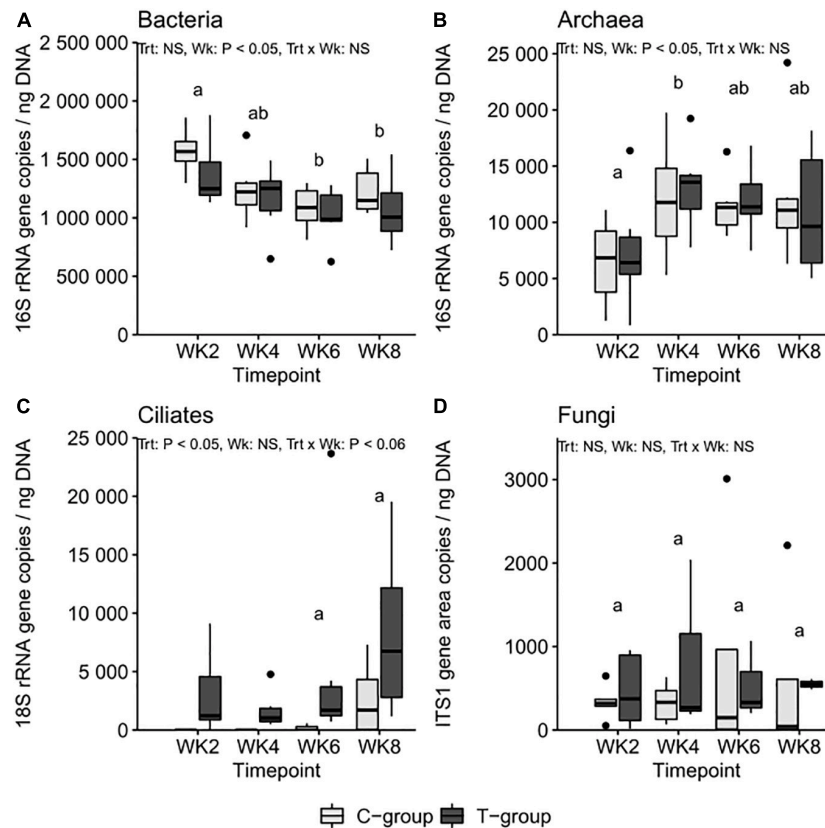 A
Bacteria
Trt: NS, Wk: P < 0.05, Trt x Wk: NS
16S rRNA gene copies / ng DNA
2 500 000
2 000 000
1 500 000
1 000 000
500 000
0
a
ab
b
b
WK2 WK4 WK6 WK8
Timepoint
B
Archaea
Trt: NS, Wk: P < 0.05, Trt x Wk: NS
16S rRNA gene copies / ng DNA
25 000
20 000
15 000
10 000
5 000
0
a
b
ab
ab
WK2 WK4 WK6 WK8
Timepoint
C
Ciliates
Trt: P < 0.05, Wk: NS, Trt x Wk: P < 0.06
18S rRNA gene copies / ng DNA
25 000
20 000
15 000
10 000
5 000
0
a
a
WK2 WK4 WK6 WK8
Timepoint
D
Fungi
Trt: NS, Wk: NS, Trt x Wk: NS
ITS1 gene area copies / ng DNA
3000
2000
1000
0
a
a
a
a
WK2 WK4 WK6 WK8
Timepoint
C−group T−group